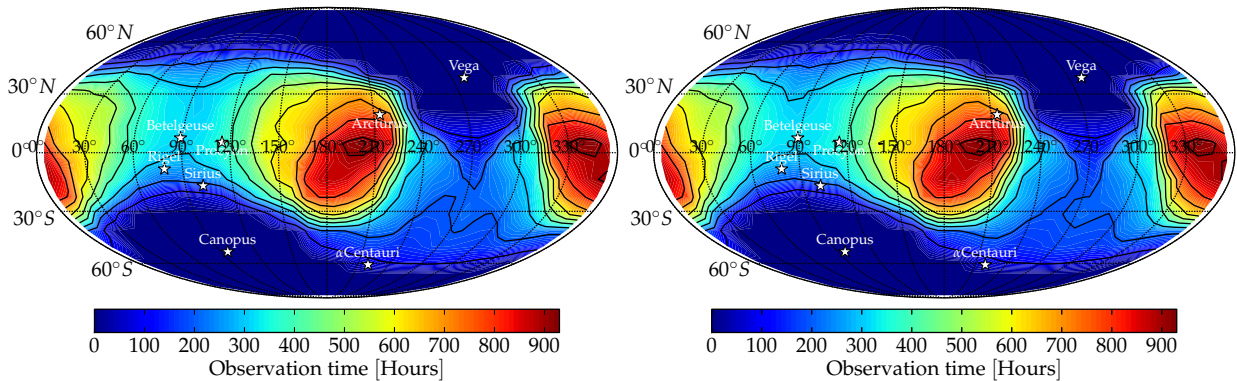 60°N
Vega
30°N
Betelgeuse
Arcturus
0°
0° 30° 60° 90° 120° 150° 180° 210° 240° 270° 300° 330°
Rigel
Procyon
Sirius
30°S
Canopus
αCentauri
60°S
0 100 200 300 400 500 600 700 800 900
Observation time [Hours]
60°N
Vega
30°N
Betelgeuse
Arcturus
0°
0° 30° 60° 90° 120° 150° 180° 210° 240° 270° 300° 330°
Rigel
Procyon
Sirius
30°S
Canopus
αCentauri
60°S
0 100 200 300 400 500 600 700 800 900
Observation time [Hours]